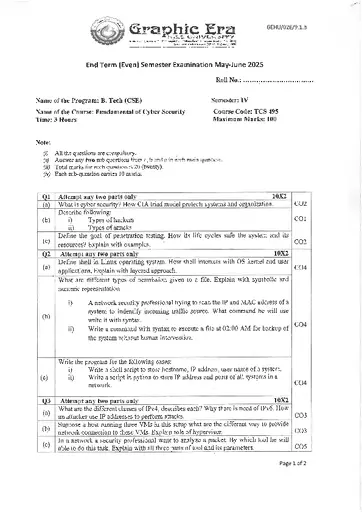 GEHU/02E/9.1.3
Graphic Era
HILL UNIVERSITY
End Term (Even) Semester Examination May-June 2025
Roll No.: ................................
Name of the Program: B. Tech (CSE) Semester: IV
Name of the Course: Fundamental of Cyber Security Course Code: TCS 495
Time: 3 Hours Maximum Marks: 100
Note:
(i) All the questions are compulsory.
(ii) Answer any two sub questions from a, b and c in each main question.
(iii) Total marks for each question is 20 (twenty).
(iv) Each sub-question carries 10 marks.
Q1 Attempt any two parts only 10X2
(a) What is cyber security? How CIA triad model protects systems and organization. CO2
(b) Describe following: CO1
i) Types of hackers
ii) Types of attacks
(c) Define the goal of penetration testing. How its life cycles safe the system and its
resources? Explain with examples. CO2
Q2 Attempt any two parts only 10X2
(a) Define shell in Linux operating system. How shell interacts with OS kernel and user
applications. Explain with layered approach. CO4
What are different types of permission given to a file. Explain with symbolic and
numeric representation
(b) i) A network security professional trying to scan the IP and MAC address of a
system to indentify incoming traffic source. What command he will use
write it with syntax.
ii) Write a command with syntax to execute a file at 02:00 AM for backup of
the system without human intervention. CO4
(c) Write the program for the following cases:
i) Write a shell script to store hostname, IP address, user name of a system.
ii) Write a script in python to store IP address and ports of all systems in a
network. CO4
Q3 Attempt any two parts only 10X2
(a) What are the different classes of IPv4, describes each? Why there is need of IPv6. How
an attacker use IP addresses to perform attacks. CO3
(b) Suppose a host running three VMs in this setup what are the different way to provide
network connection to these VMs. Explain role of hypervisor. CO3
(c) In a network a security professional want to analyze a packet. By which tool he will
able to do this task. Explain with all three parts of tool and its parameters. CO5
Page 1 of 2